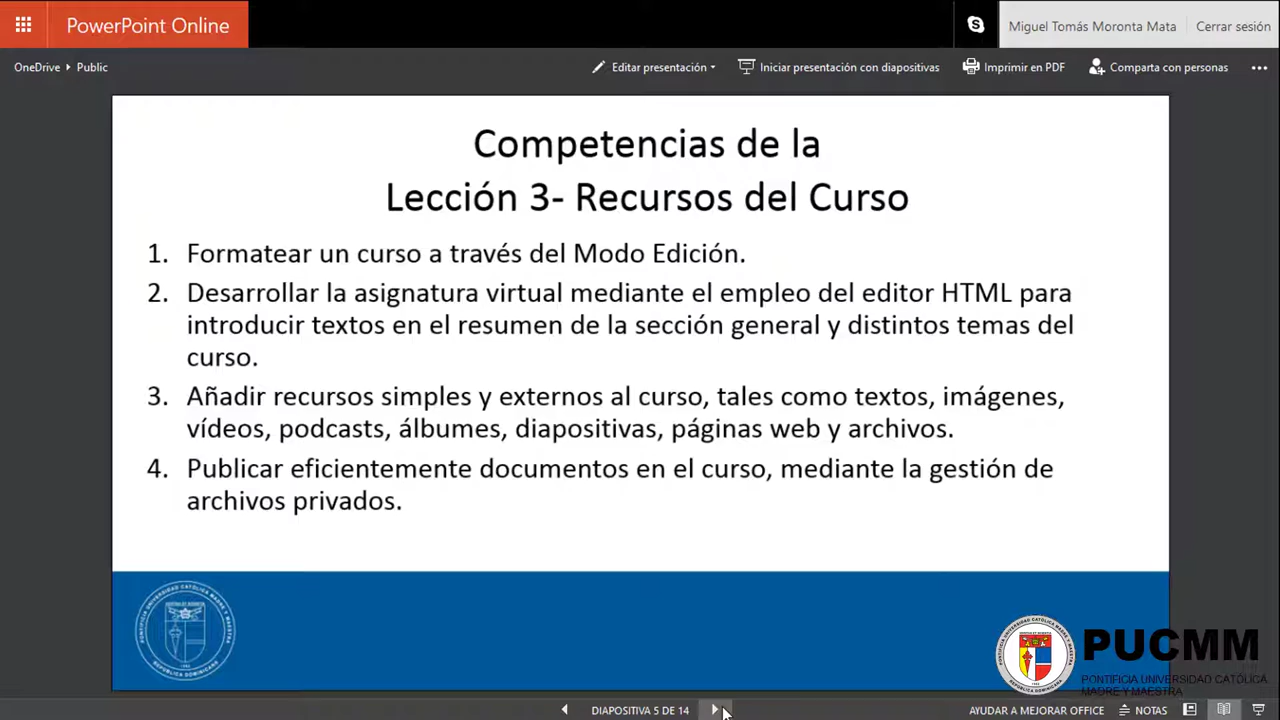 PowerPoint Online
Miguel Tomás Moronta Mata
Cerrar sesión
OneDrive
Public
Editar presentación
Iniciar presentación con diapositivas
Imprimir en PDF
Comparta con personas
Competencias de la
Lección 3- Recursos del Curso
1. Formatear un curso a través del Modo Edición.
2. Desarrollar la asignatura virtual mediante el empleo del editor HTML para
introducir textos en el resumen de la sección general y distintos temas del
curso.
3. Añadir recursos simples y externos al curso, tales como textos, imágenes,
vídeos, podcasts, álbumes, diapositivas, páginas web y archivos.
4. Publicar eficientemente documentos en el curso, mediante la gestión de
archivos privados.
PUCMM
PONTIFICIA UNIVERSIDAD CATÓLICA
MADRE Y MAESTRA
DIAPOSITIVA 5 DE 14
AYUDAR A MEJORAR OFFICE
NOTAS